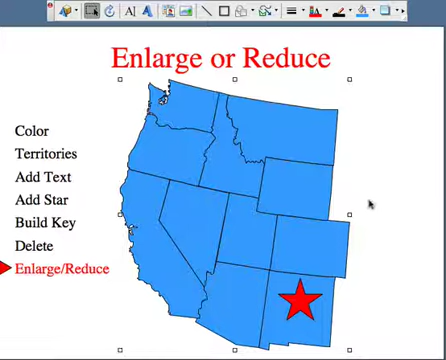 Enlarge or Reduce
Color
Territories
Add Text
Add Star
Build Key
Delete
Enlarge/Reduce